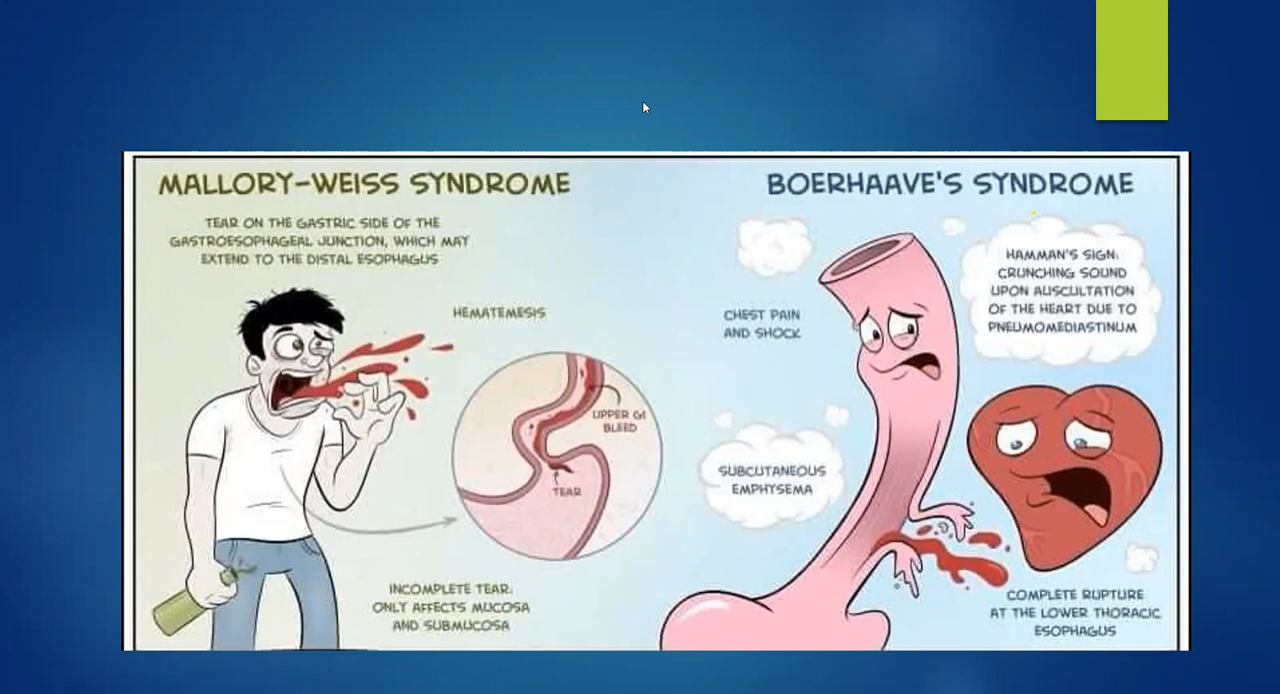 MALLORY-WEISS SYNDROME
TEAR ON THE GASTRIC SIDE OF THE
GASTROESOPHAGEAL JUNCTION, WHICH MAY
EXTEND TO THE DISTAL ESOPHAGUS
HEMATEMESIS
UPPER GI
BLEED
TEAR
INCOMPLETE TEAR:
ONLY AFFECTS MUCOSA
AND SUBMUCOSA
BOERHAAVE'S SYNDROME
HAMMAN'S SIGN:
CRUNCHING SOUND
UPON AUSCULTATION
OF THE HEART DUE TO
PNEUMOMEDIASTINUM
CHEST PAIN
AND SHOCK
SUBCUTANEOUS
EMPHYSEMA
COMPLETE RUPTURE
AT THE LOWER THORACIC
ESOPHAGUS